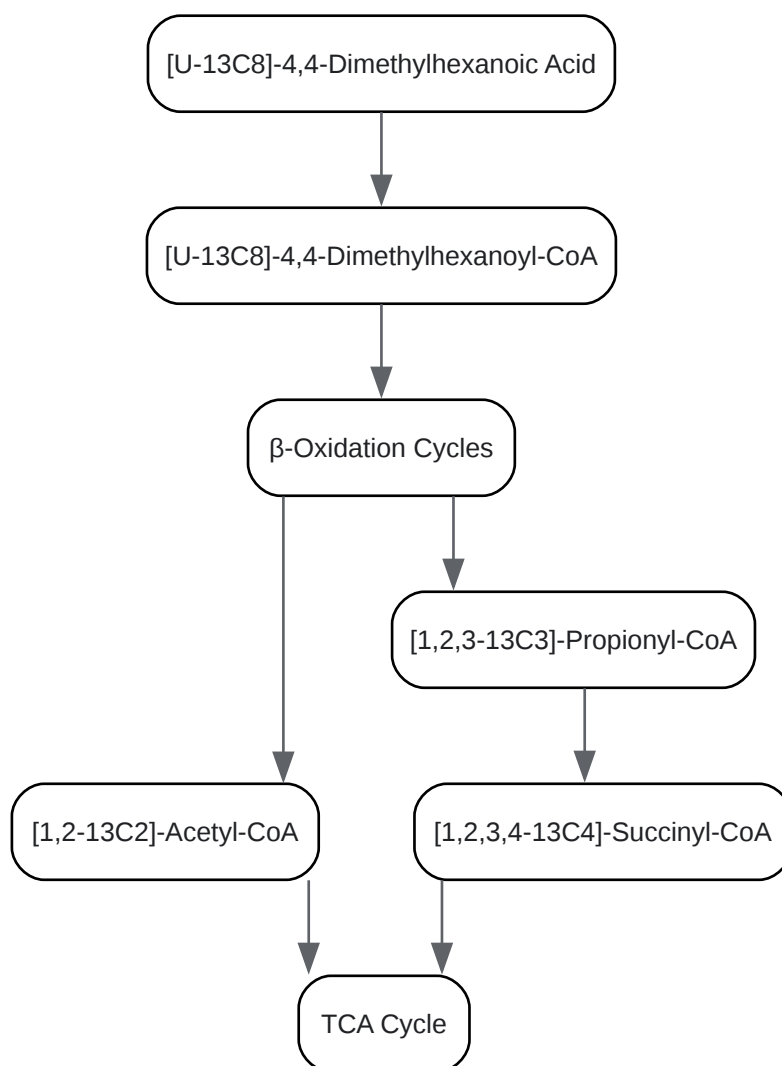 [U-13C8]-4,4-Dimethylhexanoic Acid
[U-13C8]-4,4-Dimethylhexanoyl-CoA
β-Oxidation Cycles
[1,2,3-13C3]-Propionyl-CoA
[1,2-13C2]-Acetyl-CoA
[1,2,3,4-13C4]-Succinyl-CoA
TCA Cycle